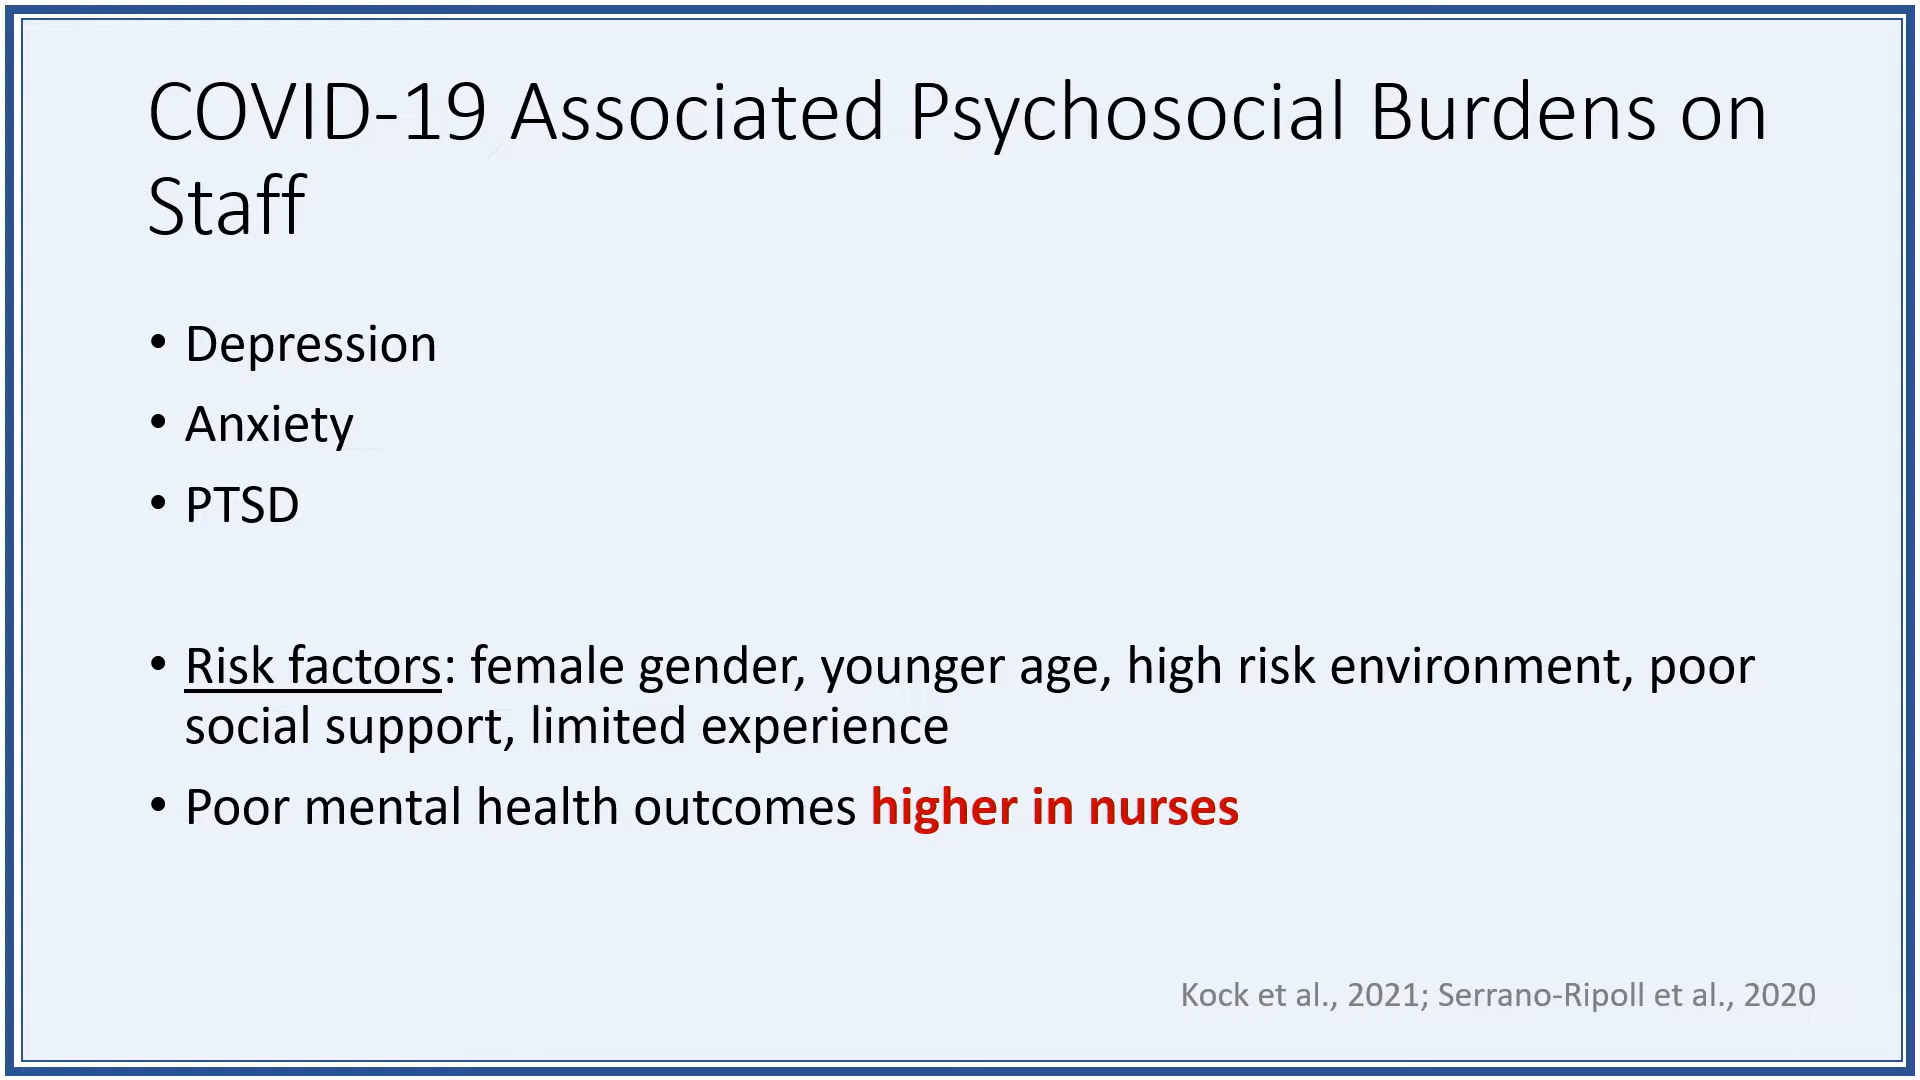 COVID-19 Associated Psychosocial Burdens on
Staff
• Depression
• Anxiety
• PTSD
• Risk factors: female gender, younger age, high risk environment, poor
social support, limited experience
• Poor mental health outcomes higher in nurses
Kock et al., 2021; Serrano-Ripoll et al., 2020